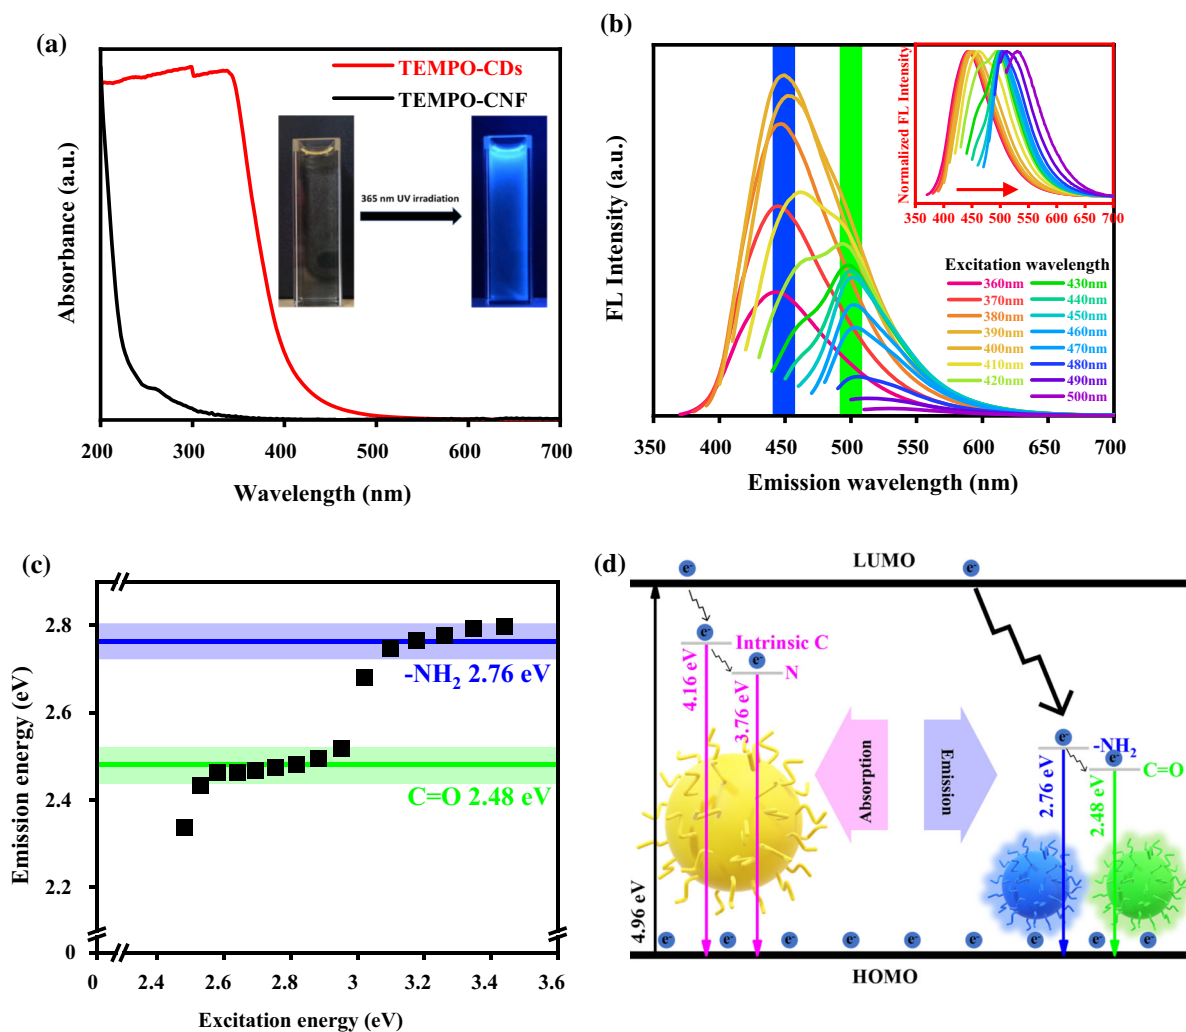 (a)
TEMPO-CDs
TEMPO-CNF
365 nm UV irradiation
Absorbance (a.u.)
200 300 400 500 600 700
Wavelength (nm)
(b)
FL Intensity (a.u.)
Normalized FL Intensity
350 400 450 500 550 600 650 700
Excitation wavelength
360nm 430nm
370nm 440nm
380nm 450nm
390nm 460nm
400nm 470nm
410nm 480nm
420nm 490nm
500nm
350 400 450 500 550 600 650 700
Emission wavelength (nm)
(c)
Emission energy (eV)
2.8
2.6
2.4
2.2
0
-NH2 2.76 eV
C=O 2.48 eV
0 2.4 2.6 2.8 3 3.2 3.4 3.6
Excitation energy (eV)
(d)
LUMO
e- e-
e- Intrinsic C
e- N
4.16 eV
3.76 eV
Absorption
Emission
e- -NH2
e- C=O
2.76 eV
2.48 eV
4.96 eV
e- e- e- e- e- e- e- e- e-
HOMO